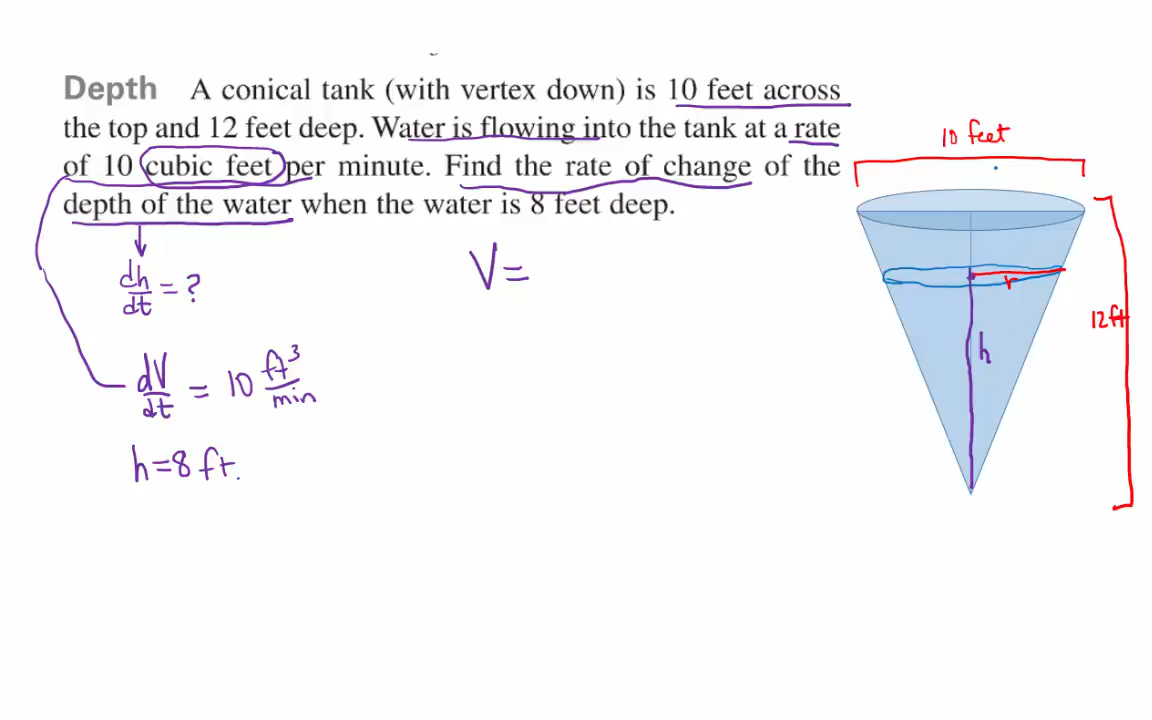 Depth A conical tank (with vertex down) is 10 feet across
the top and 12 feet deep. Water is flowing into the tank at a rate
of 10 cubic feet per minute. Find the rate of change of the
depth of the water when the water is 8 feet deep.
10 feet
12ft
r
h
dh/dt = ?
V=
dV/dt = 10 ft³/min
h=8 ft.